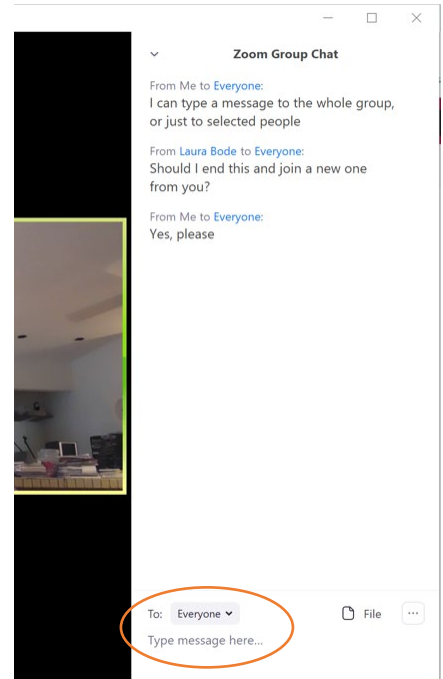 Zoom Group Chat
From Me to Everyone:
I can type a message to the whole group,
or just to selected people
From Laura Bode to Everyone:
Should I end this and join a new one
from you?
From Me to Everyone:
Yes, please
To: Everyone File ...
Type message here...